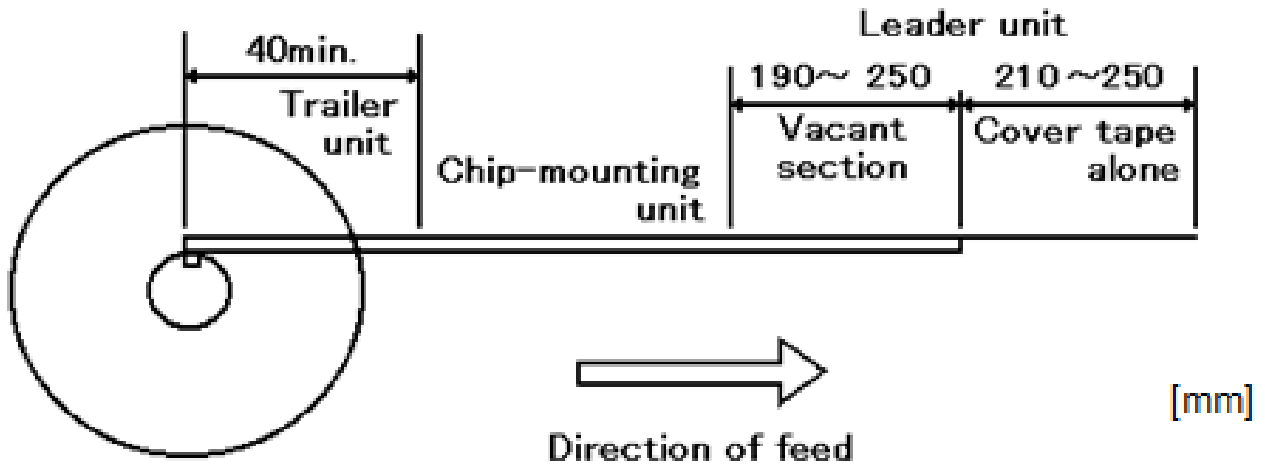 Leader unit
40min.
190～ 250
210～250
Trailer
unit
Vacant
section
Cover tape
alone
Chip-mounting
unit
[mm]
Direction of feed